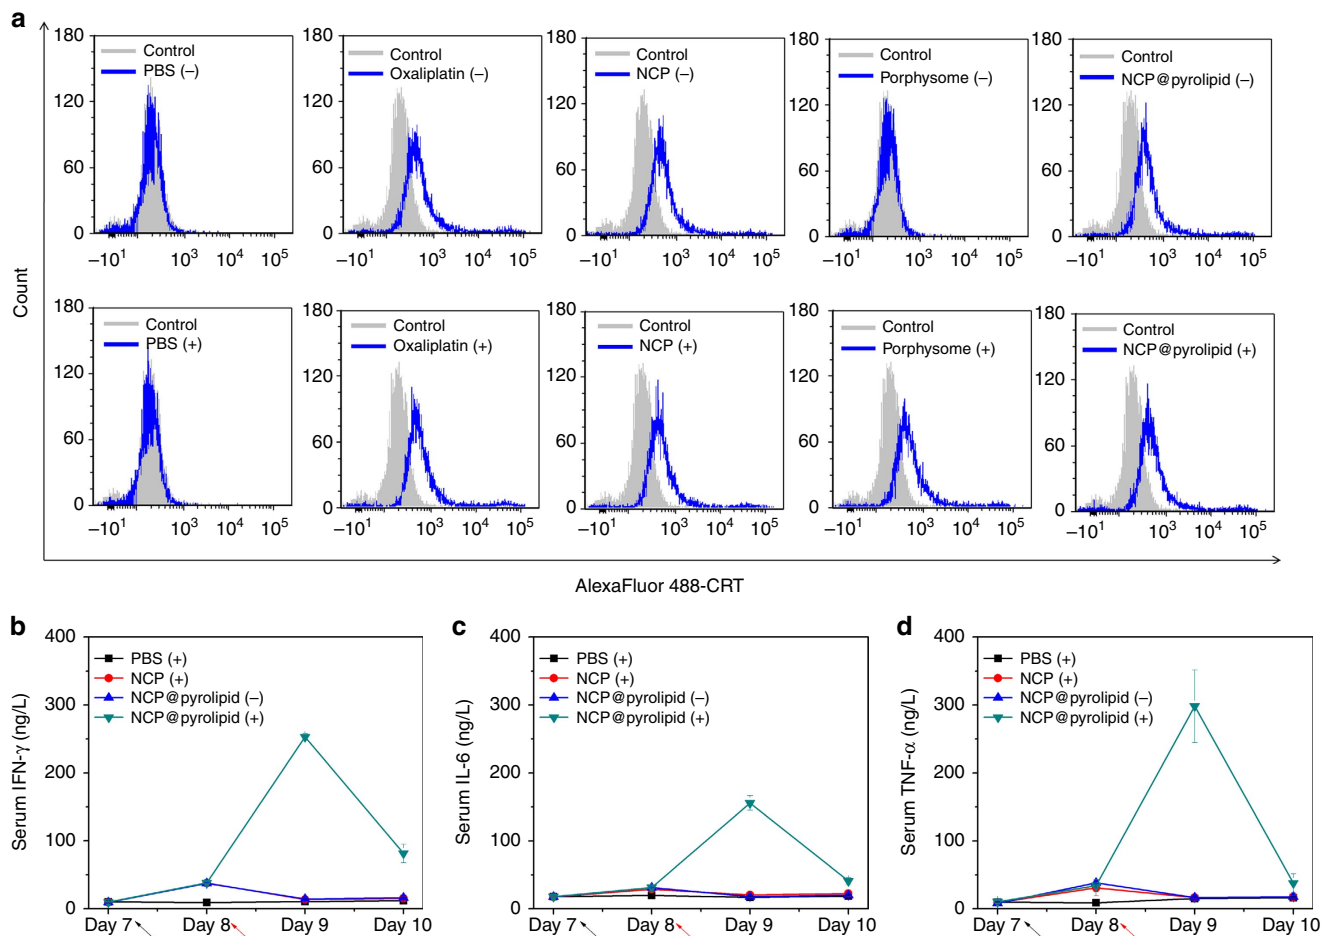 a
Count
180
120
60
0
Control
PBS (–)
–10¹ 10³ 10⁴ 10⁵
180
120
60
0
Control
Oxaliplatin (–)
–10¹ 10³ 10⁴ 10⁵
180
120
60
0
Control
NCP (–)
–10¹ 10³ 10⁴ 10⁵
180
120
60
0
Control
Porphysome (–)
–10¹ 10³ 10⁴ 10⁵
180
120
60
0
Control
NCP@pyrolipid (–)
–10¹ 10³ 10⁴ 10⁵
180
120
60
0
Control
PBS (+)
–10¹ 10³ 10⁴ 10⁵
180
120
60
0
Control
Oxaliplatin (+)
–10¹ 10³ 10⁴ 10⁵
180
120
60
0
Control
NCP (+)
–10¹ 10³ 10⁴ 10⁵
180
120
60
0
Control
Porphysome (+)
–10¹ 10³ 10⁴ 10⁵
180
120
60
0
Control
NCP@pyrolipid (+)
–10¹ 10³ 10⁴ 10⁵
AlexaFluor 488-CRT
b
Serum IFN-γ (ng/L)
400
300
200
100
0
PBS (+)
NCP (+)
NCP@pyrolipid (–)
NCP@pyrolipid (+)
Day 7 Day 8 Day 9 Day 10
c
Serum IL-6 (ng/L)
400
300
200
100
0
PBS (+)
NCP (+)
NCP@pyrolipid (–)
NCP@pyrolipid (+)
Day 7 Day 8 Day 9 Day 10
d
Serum TNF-α (ng/L)
400
300
200
100
0
PBS (+)
NCP (+)
NCP@pyrolipid (–)
NCP@pyrolipid (+)
Day 7 Day 8 Day 9 Day 10